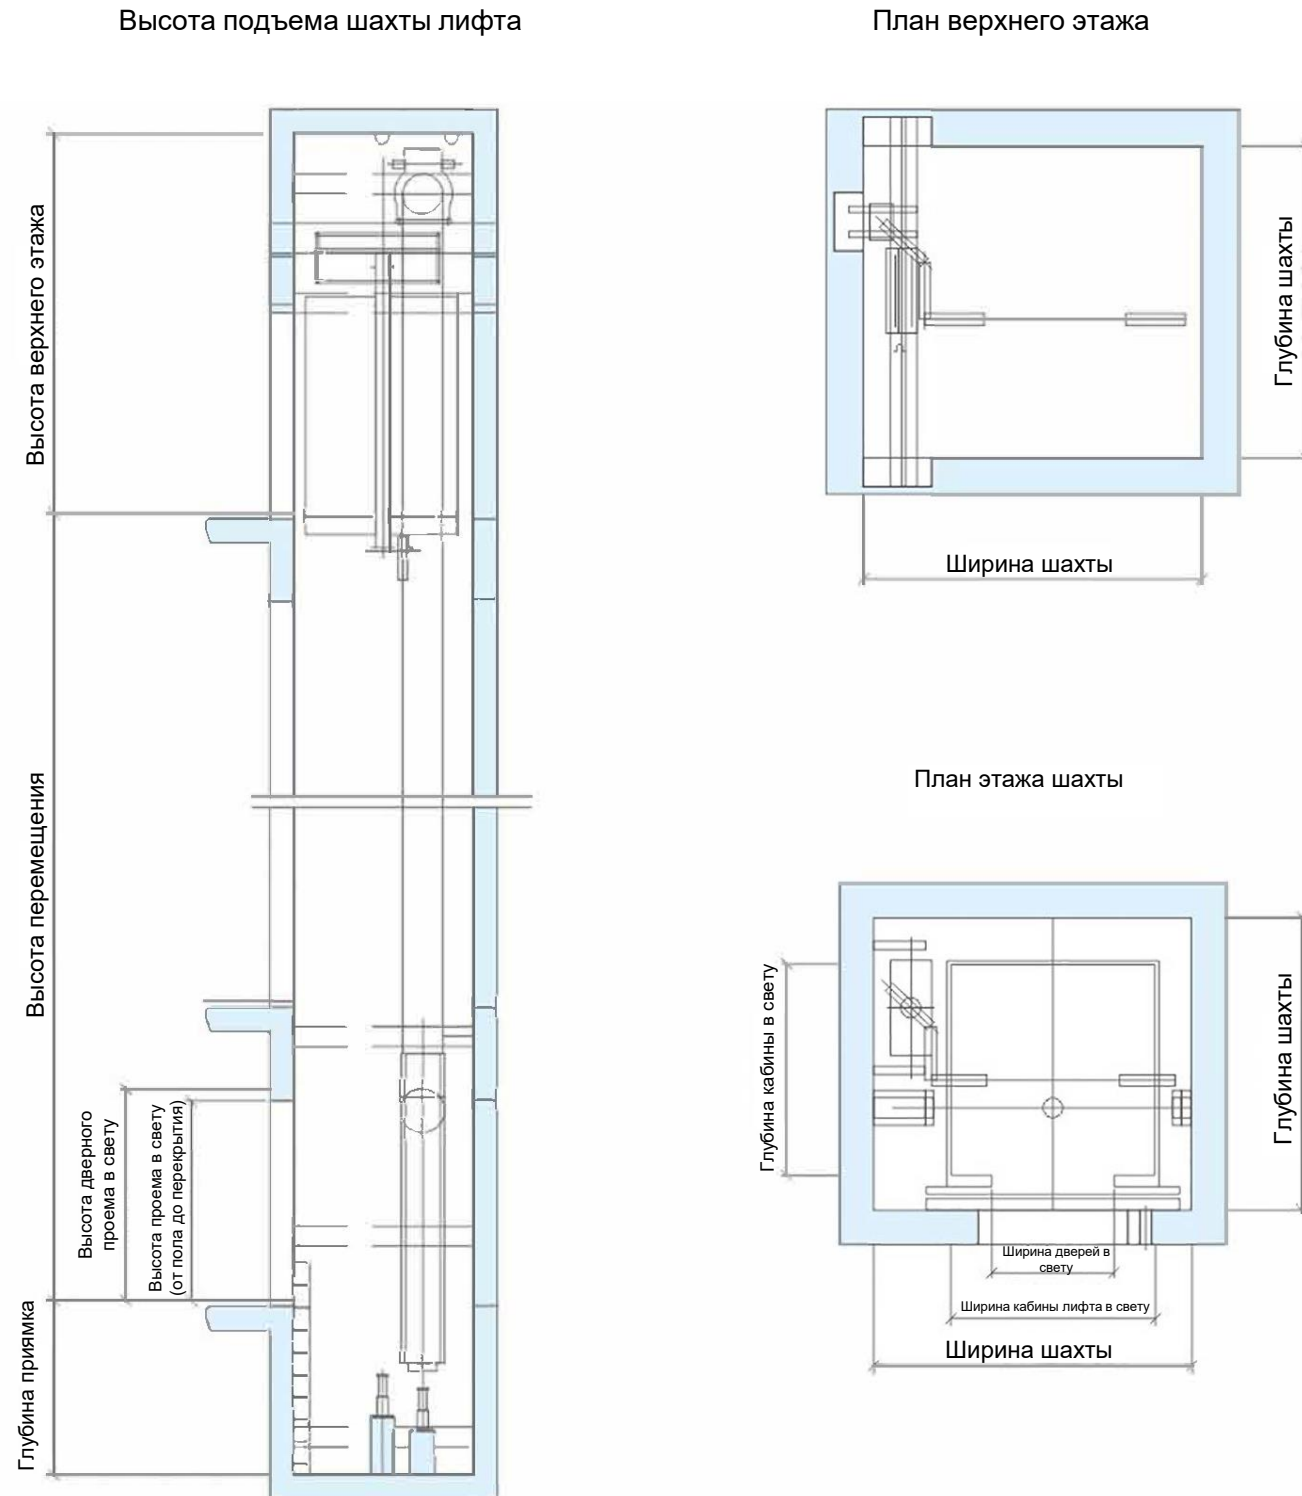 Высота подъема шахты лифта
План верхнего этажа
Высота верхнего этажа
Глубина шахты
Ширина шахты
План этажа шахты
Высота перемещения
Глубина кабины в свету
Глубина шахты
Высота дверного
проема в свету
Высота проема в свету
(от пола до перекрытия)
Ширина дверей в
свету
Ширина кабины лифта в свету
Ширина шахты
Глубина приямка